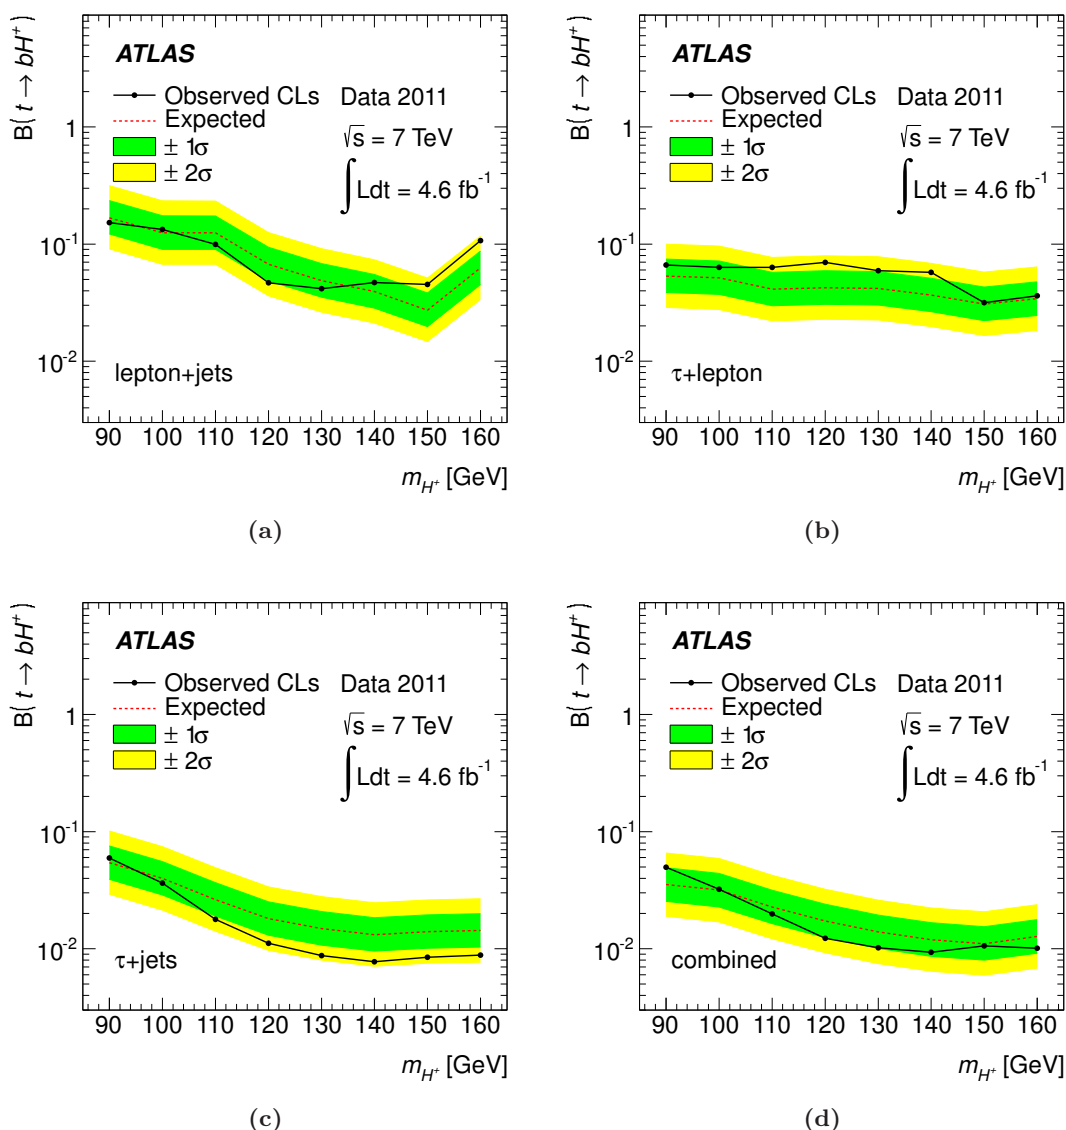 B( t → bH⁺)
ATLAS
Observed CLs
Expected
± 1σ
± 2σ
Data 2011
√s = 7 TeV
∫ Ldt = 4.6 fb⁻¹
1
10⁻¹
10⁻²
lepton+jets
90 100 110 120 130 140 150 160
m_H⁺ [GeV]
(a)
B( t → bH⁺)
ATLAS
Observed CLs
Expected
± 1σ
± 2σ
Data 2011
√s = 7 TeV
∫ Ldt = 4.6 fb⁻¹
1
10⁻¹
10⁻²
τ+lepton
90 100 110 120 130 140 150 160
m_H⁺ [GeV]
(b)
B( t → bH⁺)
ATLAS
Observed CLs
Expected
± 1σ
± 2σ
Data 2011
√s = 7 TeV
∫ Ldt = 4.6 fb⁻¹
1
10⁻¹
10⁻²
τ+jets
90 100 110 120 130 140 150 160
m_H⁺ [GeV]
(c)
B( t → bH⁺)
ATLAS
Observed CLs
Expected
± 1σ
± 2σ
Data 2011
√s = 7 TeV
∫ Ldt = 4.6 fb⁻¹
1
10⁻¹
10⁻²
combined
90 100 110 120 130 140 150 160
m_H⁺ [GeV]
(d)